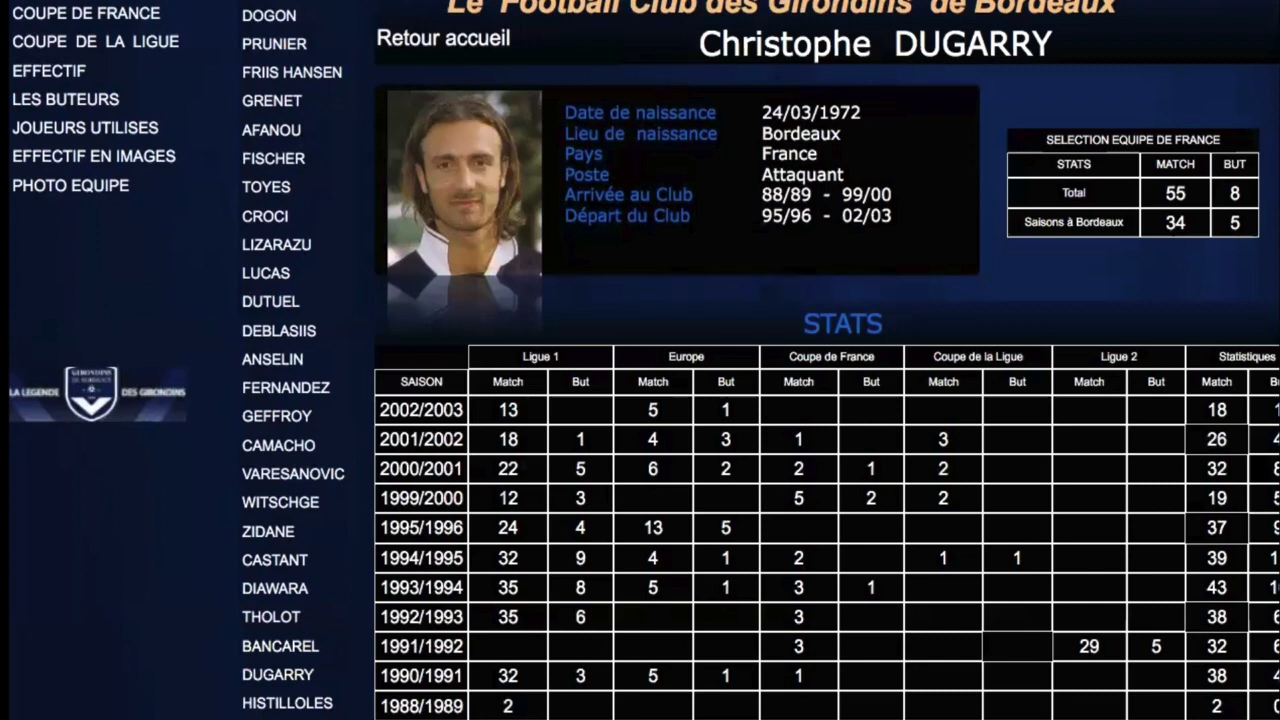 Le Football Club des Girondins de Bordeaux
COUPE DE FRANCE
COUPE DE LA LIGUE
EFFECTIF
LES BUTEURS
JOUEURS UTILISES
EFFECTIF EN IMAGES
PHOTO EQUIPE
LA LEGENDE GIRONDINS DE BORDEAUX DES GIRONDINS
DOGON
PRUNIER
FRIIS HANSEN
GRENET
AFANOU
FISCHER
TOYES
CROCI
LIZARAZU
LUCAS
DUTUEL
DEBLASIIS
ANSELIN
FERNANDEZ
GEFFROY
CAMACHO
VARESANOVIC
WITSCHGE
ZIDANE
CASTANT
DIAWARA
THOLOT
BANCAREL
DUGARRY
HISTILLOLES
Retour accueil
Christophe DUGARRY
Date de naissance 24/03/1972
Lieu de naissance Bordeaux
Pays France
Poste Attaquant
Arrivée au Club 88/89 - 99/00
Départ du Club 95/96 - 02/03
SELECTION EQUIPE DE FRANCE
STATS MATCH BUT
Total 55 8
Saisons à Bordeaux 34 5
STATS
Ligue 1 Europe Coupe de France Coupe de la Ligue Ligue 2 Statistiques
SAISON Match But Match But Match But Match But Match But Match
2002/2003 13 5 1 18
2001/2002 18 1 4 3 1 3 26
2000/2001 22 5 6 2 2 1 2 32
1999/2000 12 3 5 2 2 19
1995/1996 24 4 13 5 37
1994/1995 32 9 4 1 2 1 1 39
1993/1994 35 8 5 1 3 1 43
1992/1993 35 6 3 38
1991/1992 3 29 5 32
1990/1991 32 3 5 1 1 38
1988/1989 2 2